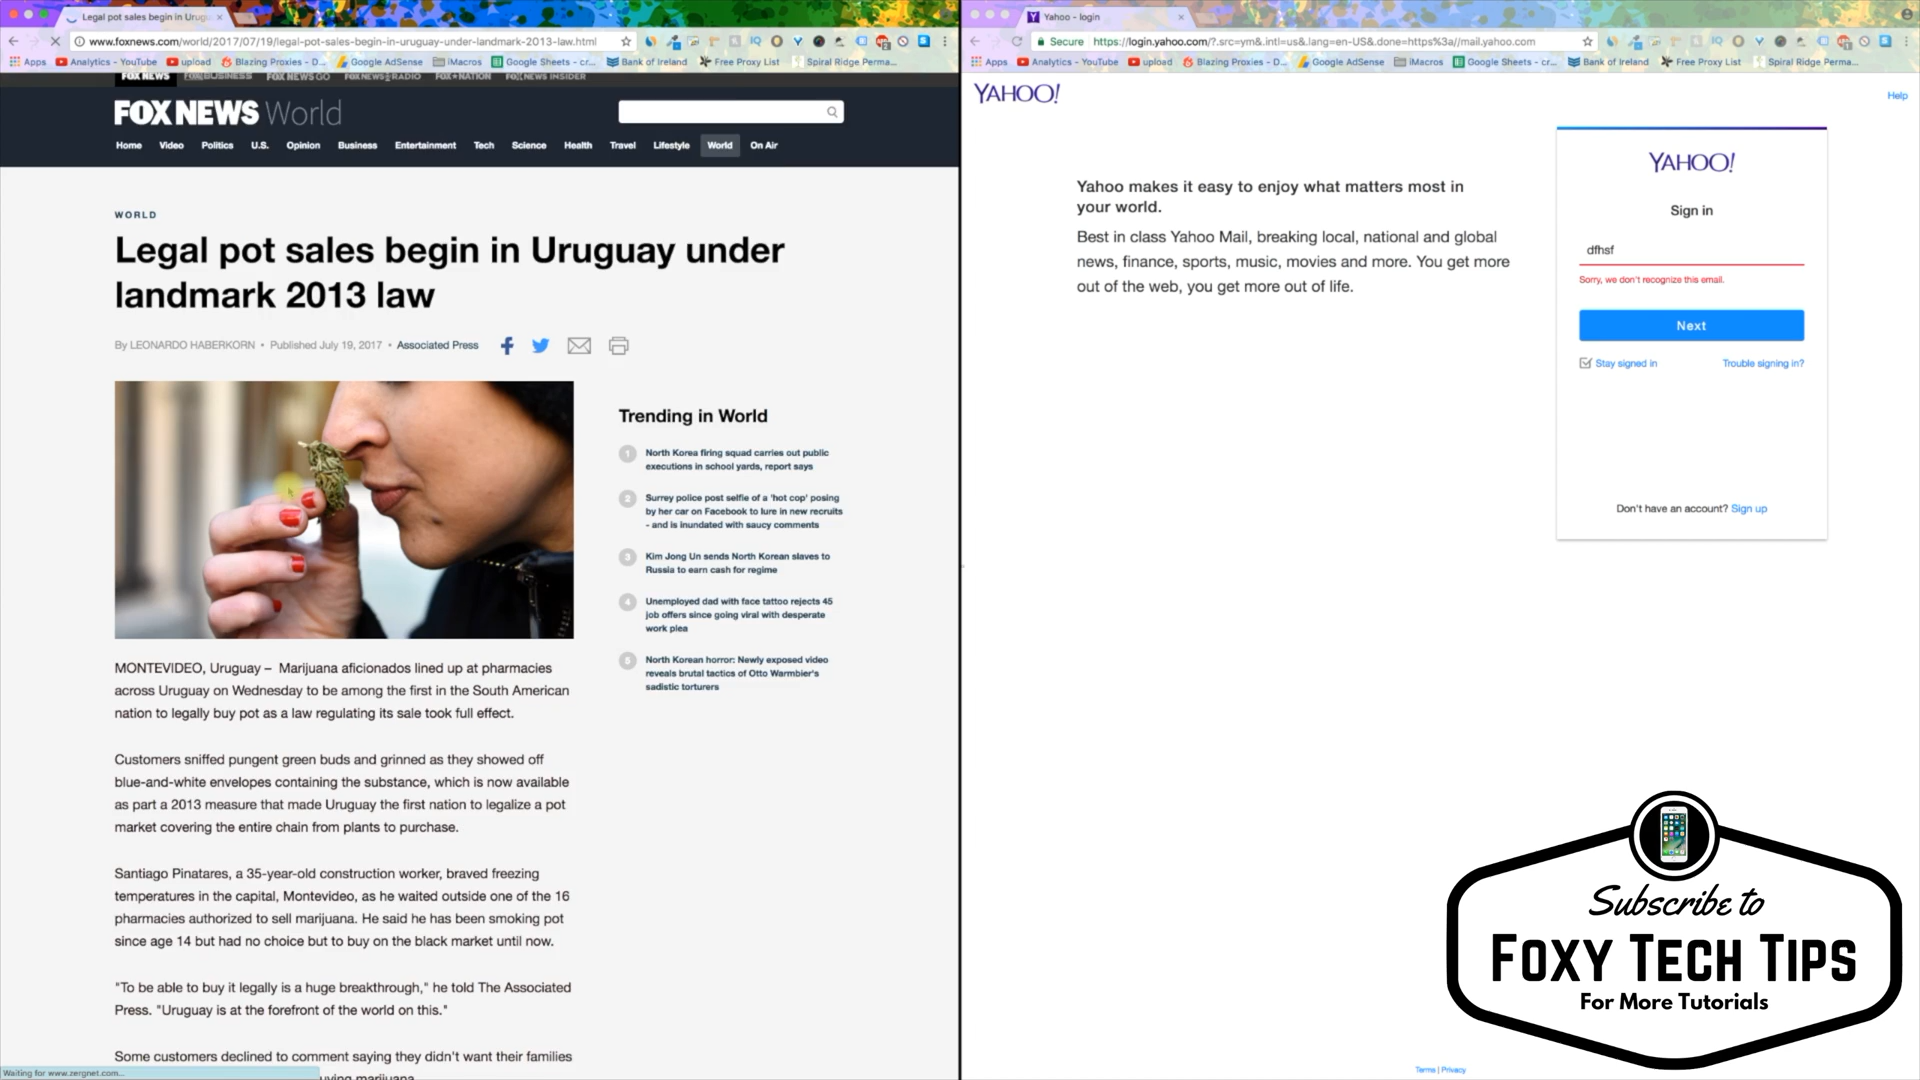 Legal pot sales begin in Urugu
www.foxnews.com/world/2017/07/19/legal-pot-sales-begin-in-uruguay-under-landmark-2013-law.html
Apps Analytics - YouTube upload Blazing Proxies - D... Google AdSense iMacros Google Sheets - cr... Bank of Ireland Free Proxy List Spiral Ridge Perma...
FOX NEWS FOX BUSINESS FOX NEWS GO FOX NEWS RADIO FOX NATION FOX NEWS INSIDER
FOX NEWS World
Home Video Politics U.S. Opinion Business Entertainment Tech Science Health Travel Lifestyle World On Air
WORLD
Legal pot sales begin in Uruguay under
landmark 2013 law
By LEONARDO HABERKORN • Published July 19, 2017 • Associated Press
MONTEVIDEO, Uruguay – Marijuana aficionados lined up at pharmacies
across Uruguay on Wednesday to be among the first in the South American
nation to legally buy pot as a law regulating its sale took full effect.
Customers sniffed pungent green buds and grinned as they showed off
blue-and-white envelopes containing the substance, which is now available
as part a 2013 measure that made Uruguay the first nation to legalize a pot
market covering the entire chain from plants to purchase.
Santiago Pinatares, a 35-year-old construction worker, braved freezing
temperatures in the capital, Montevideo, as he waited outside one of the 16
pharmacies authorized to sell marijuana. He said he has been smoking pot
since age 14 but had no choice but to buy on the black market until now.
"To be able to buy it legally is a huge breakthrough," he told The Associated
Press. "Uruguay is at the forefront of the world on this."
Some customers declined to comment saying they didn't want their families
marijuana
Waiting for www.zergnet.com...
Trending in World
1 North Korea firing squad carries out public
executions in school yards, report says
2 Surrey police post selfie of a 'hot cop' posing
by her car on Facebook to lure in new recruits
- and is inundated with saucy comments
3 Kim Jong Un sends North Korean slaves to
Russia to earn cash for regime
4 Unemployed dad with face tattoo rejects 45
job offers since going viral with desperate
work plea
5 North Korean horror: Newly exposed video
reveals brutal tactics of Otto Warmbier's
sadistic torturers
Yahoo - login
Secure https://login.yahoo.com/?.src=ym&.intl=us&.lang=en-US&.done=https%3a//mail.yahoo.com
Apps Analytics - YouTube upload Blazing Proxies - D... Google AdSense iMacros Google Sheets - cr... Bank of Ireland Free Proxy List Spiral Ridge Perma...
YAHOO!
Help
Yahoo makes it easy to enjoy what matters most in
your world.
Best in class Yahoo Mail, breaking local, national and global
news, finance, sports, music, movies and more. You get more
out of the web, you get more out of life.
YAHOO!
Sign in
dfhsf
Sorry, we don't recognize this email.
Next
Stay signed in Trouble signing in?
Don't have an account? Sign up
Subscribe to
FOXY TECH TIPS
For More Tutorials
Terms | Privacy